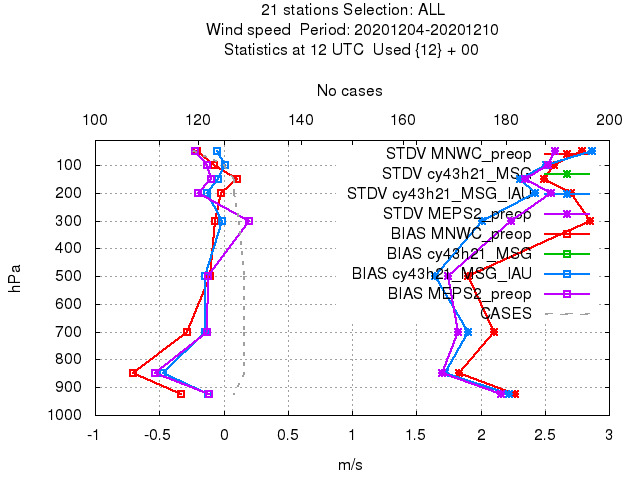 21 stations Selection: ALL
Wind speed  Period: 20201204-20201210
Statistics at 12 UTC  Used {12} + 00
No cases
100 120 140 160 180 200
STDV MNWC_preop
STDV cy43h21_MSG
STDV cy43h21_MSG_IAU
STDV MEPS2_preop
BIAS MNWC_preop
BIAS cy43h21_MSG
BIAS cy43h21_MSG_IAU
BIAS MEPS2_preop
CASES
100
200
300
400
500
600
700
800
900
1000
hPa
-1 -0.5 0 0.5 1 1.5 2 2.5 3
m/s